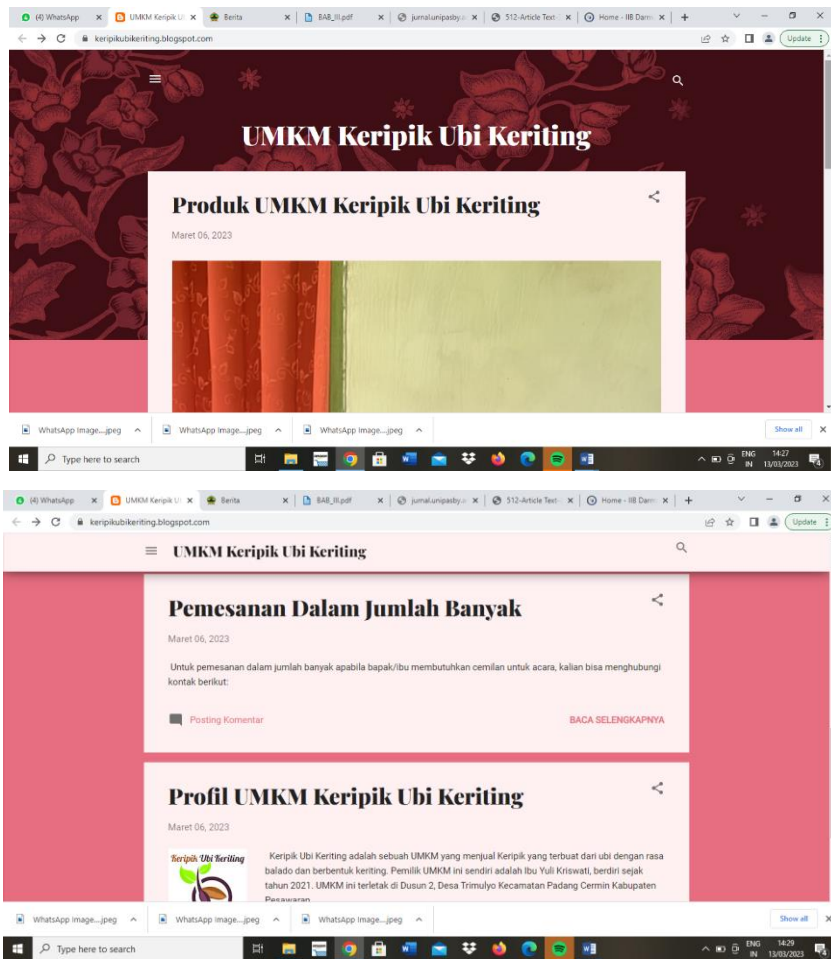 (4) WhatsApp
UMKM Keripik U
Berita
BAB_III.pdf
jurnal.unipasby.a
512-Article Text
Home - IIB Darm
keripikubikeriting.blogspot.com
Update
UMKM Keripik Ubi Keriting
Produk UMKM Keripik Ubi Keriting
Maret 06, 2023
WhatsApp Image....jpeg
WhatsApp Image....jpeg
WhatsApp Image....jpeg
Show all
Type here to search
ENG
IN
14:27
13/03/2023
(4) WhatsApp
UMKM Keripik U
Berita
BAB_III.pdf
jurnal.unipasby.a
512-Article Text
Home - IIB Darm
keripikubikeriting.blogspot.com
Update
UMKM Keripik Ubi Keriting
Pemesanan Dalam Jumlah Banyak
Maret 06, 2023
Untuk pemesanan dalam jumlah banyak apabila bapak/ibu membutuhkan cemilan untuk acara, kalian bisa menghubungi
kontak berikut:
Posting Komentar
BACA SELENGKAPNYA
Profil UMKM Keripik Ubi Keriting
Maret 06, 2023
Keripik Ubi Keriting
Keripik Ubi Keriting adalah sebuah UMKM yang menjual Keripik yang terbuat dari ubi dengan rasa
balado dan berbentuk keriting. Pemilik UMKM ini sendiri adalah Ibu Yuli Kriswati, berdiri sejak
tahun 2021. UMKM ini terletak di Dusun 2, Desa Trimulyo Kecamatan Padang Cermin Kabupaten
Pesawaran
WhatsApp Image....jpeg
WhatsApp Image....jpeg
WhatsApp Image....jpeg
Show all
Type here to search
ENG
IN
14:29
13/03/2023